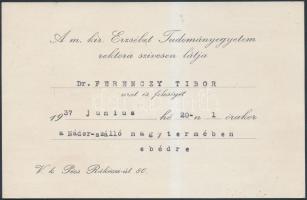 A m. kir. Erzsébet Tudományegyetem
rektora szívesen látja
Dr. FERENCZY TIBOR
urat és feleségét
1937 junius hó 20-n 1 órakor
a Nádor-szálló nagytermében
ebédre
V. k. Pécs Rákóczi-út 80.